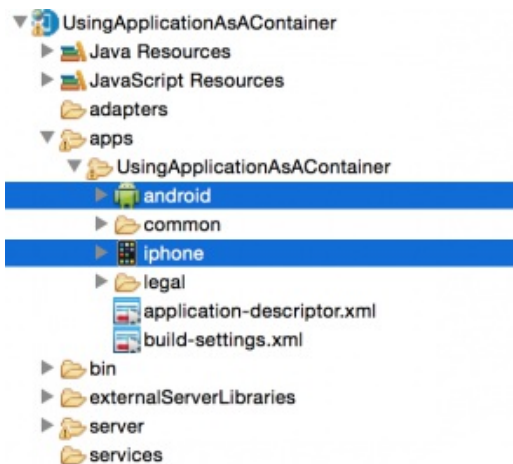 UsingApplicationAsAContainer
Java Resources
JavaScript Resources
adapters
apps
UsingApplicationAsAContainer
android
common
iphone
legal
application-descriptor.xml
build-settings.xml
bin
externalServerLibraries
server
services